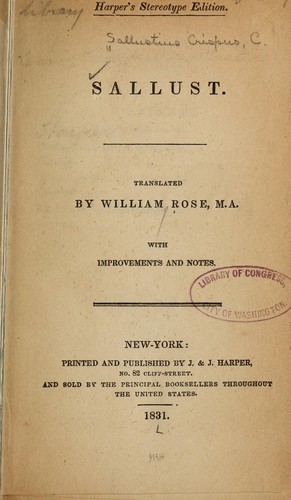 Library
Harper's Stereotype Edition.
Sallustius Crispus, C.
SALLUST.
TRANSLATED
BY WILLIAM ROSE, M.A.
WITH
IMPROVEMENTS AND NOTES.
LIBRARY OF CONGRESS,
CITY OF WASHINGTON.
NEW-YORK:
PRINTED AND PUBLISHED BY J. & J. HARPER,
NO. 82 CLIFF-STREET.
AND SOLD BY THE PRINCIPAL BOOKSELLERS THROUGHOUT
THE UNITED STATES.
1831.